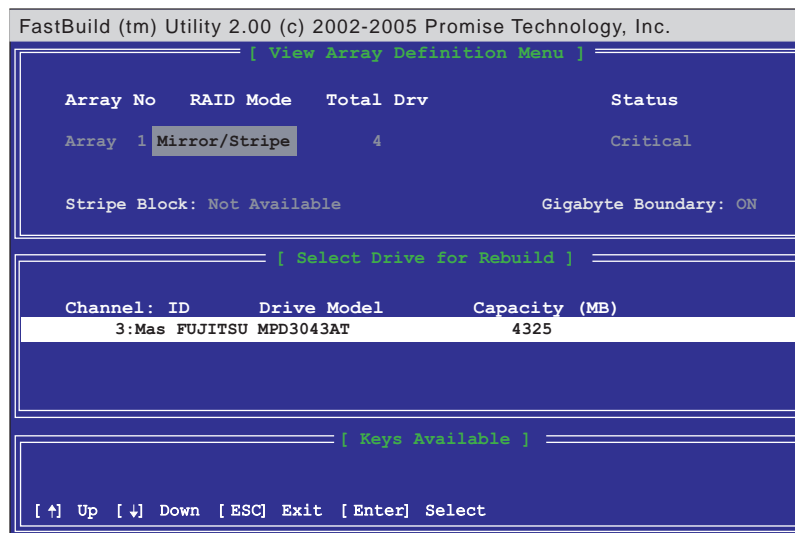 FastBuild (tm) Utility 2.00 (c) 2002-2005 Promise Technology, Inc.
[ View Array Definition Menu ]
Array No RAID Mode Total Drv Status
Array 1 Mirror/Stripe 4 Critical
Stripe Block: Not Available Gigabyte Boundary: ON
[ Select Drive for Rebuild ]
Channel: ID Drive Model Capacity (MB)
3:Mas FUJITSU MPD3043AT 4325
[ Keys Available ]
[↑] Up [↓] Down [ESC] Exit [Enter] Select